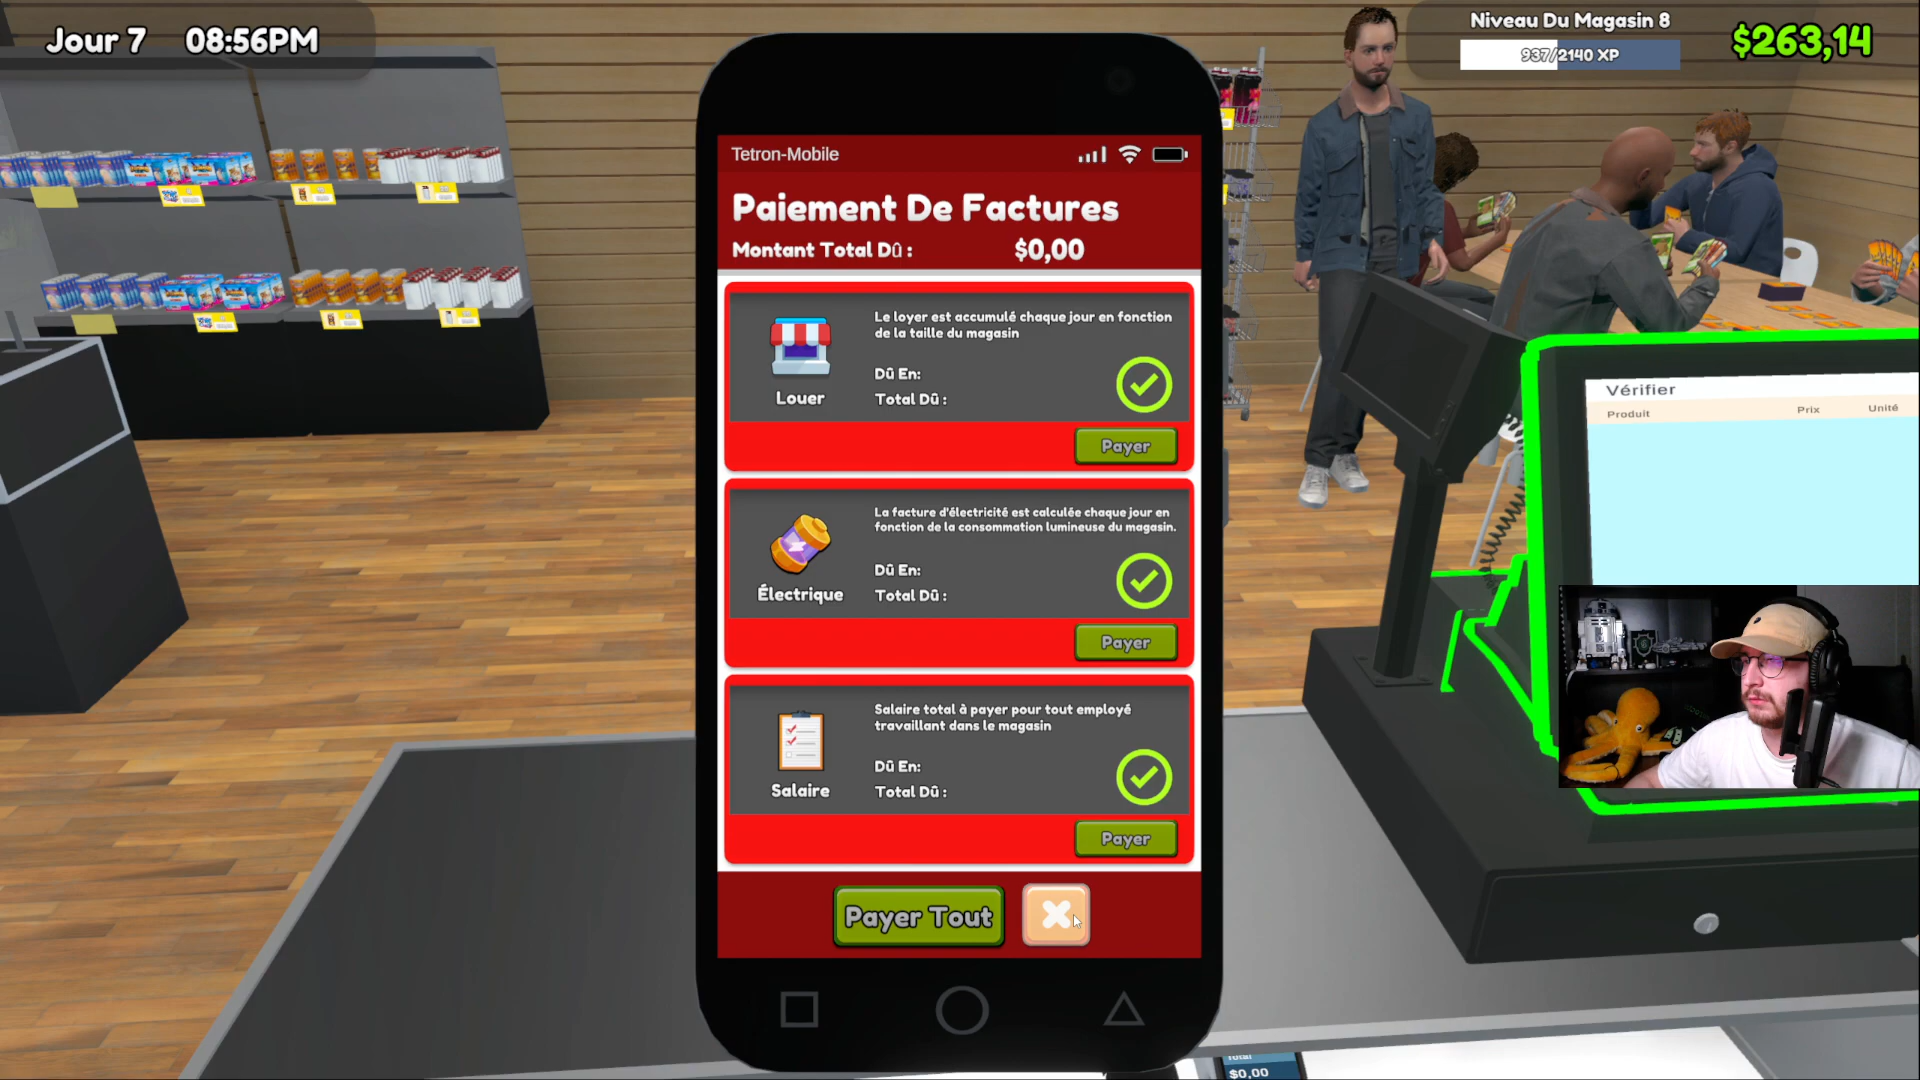 Jour 7 08:56PM
Niveau Du Magasin 8
937/2140 XP
$263,14
Tetron-Mobile
Paiement De Factures
Montant Total Dû : $0,00
Le loyer est accumulé chaque jour en fonction
de la taille du magasin
Dû En:
Total Dû :
Louer
Payer
La facture d'électricité est calculée chaque jour en
fonction de la consommation lumineuse du magasin.
Dû En:
Total Dû :
Électrique
Payer
Salaire total à payer pour tout employé
travaillant dans le magasin
Dû En:
Total Dû :
Salaire
Payer
Payer Tout
Vérifier
Produit Prix Unité
Total
$0,00